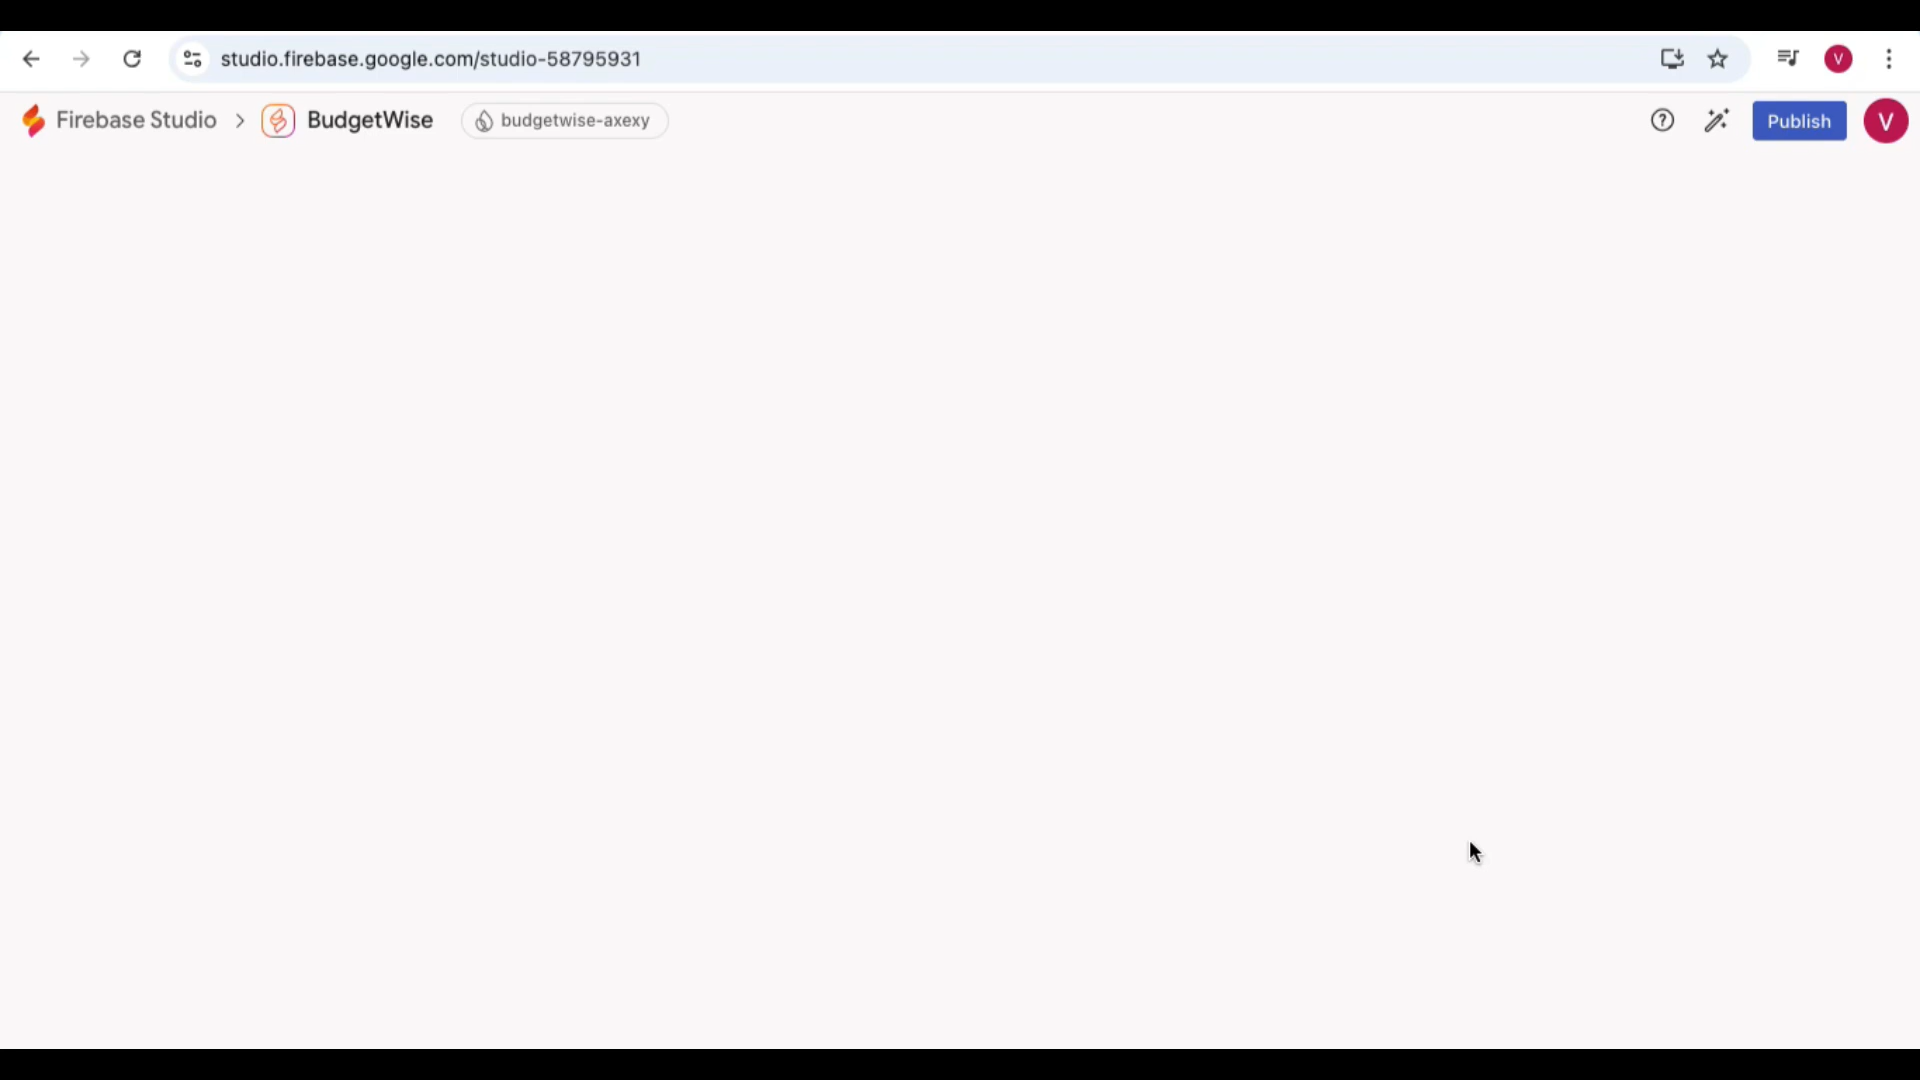 studio.firebase.google.com/studio-58795931
V
Firebase Studio > BudgetWise budgetwise-axexy
Publish
V